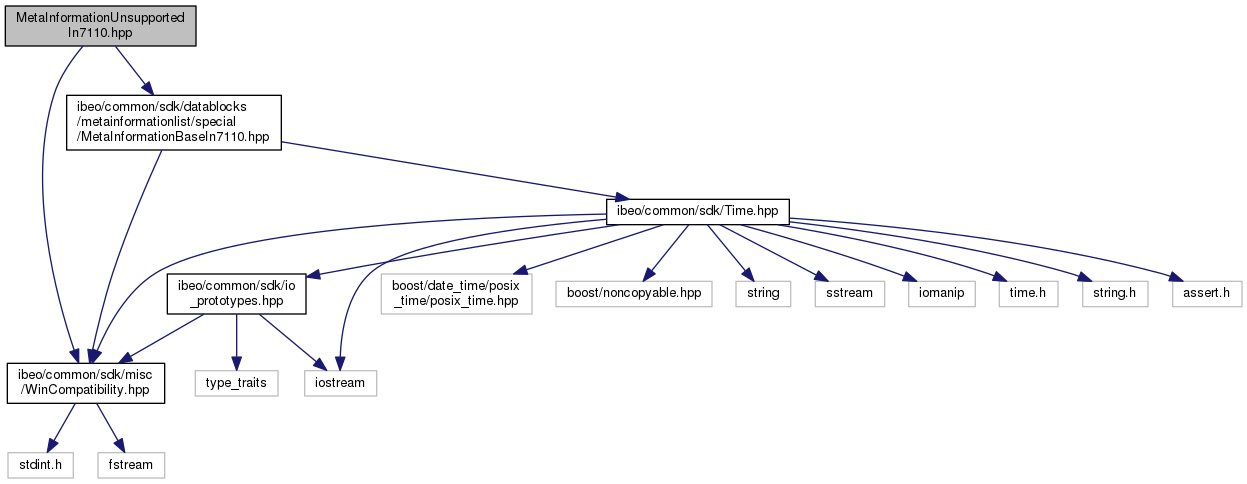 MetaInformationUnsupported
In7110.hpp
ibeo/common/sdk/datablocks
/metainformationlist/special
/MetaInformationBaseIn7110.hpp
ibeo/common/sdk/Time.hpp
ibeo/common/sdk/io
_prototypes.hpp
boost/date_time/posix
_time/posix_time.hpp
boost/noncopyable.hpp
string
sstream
iomanip
time.h
string.h
assert.h
ibeo/common/sdk/misc
/WinCompatibility.hpp
type_traits
iostream
stdint.h
fstream